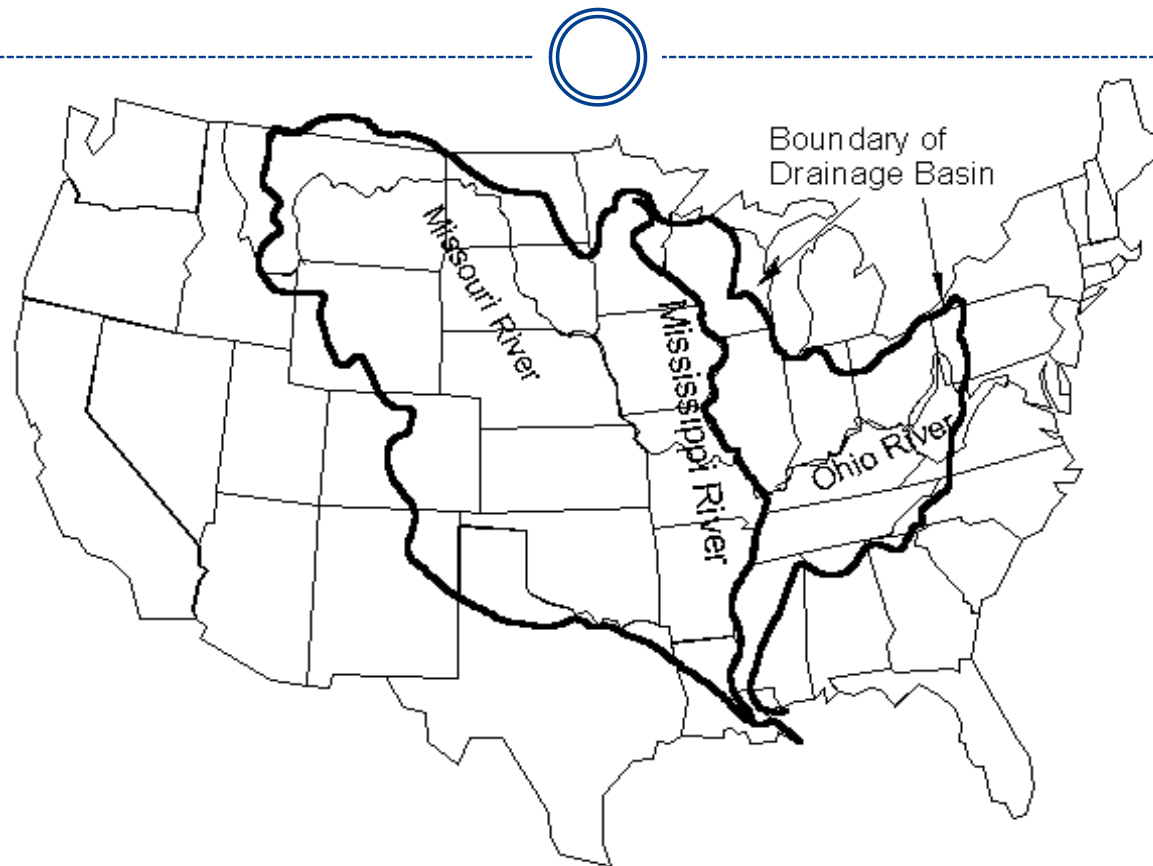 Boundary of
Drainage Basin
Missouri River
Mississippi River
Ohio River